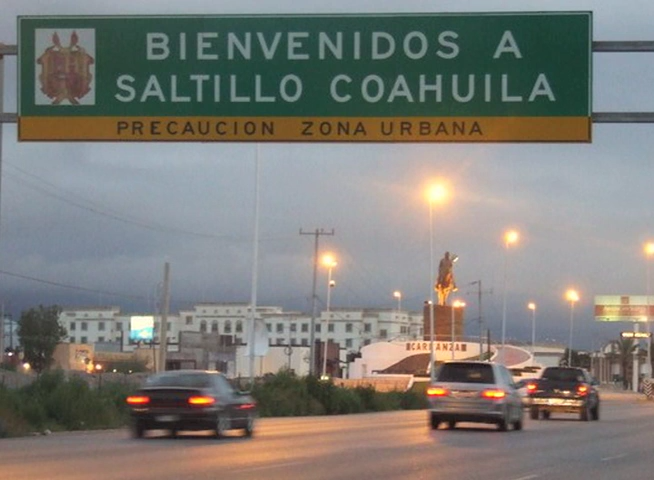 BIENVENIDOS A
SALTILLO COAHUILA
PRECAUCION ZONA URBANA
CARRANZA